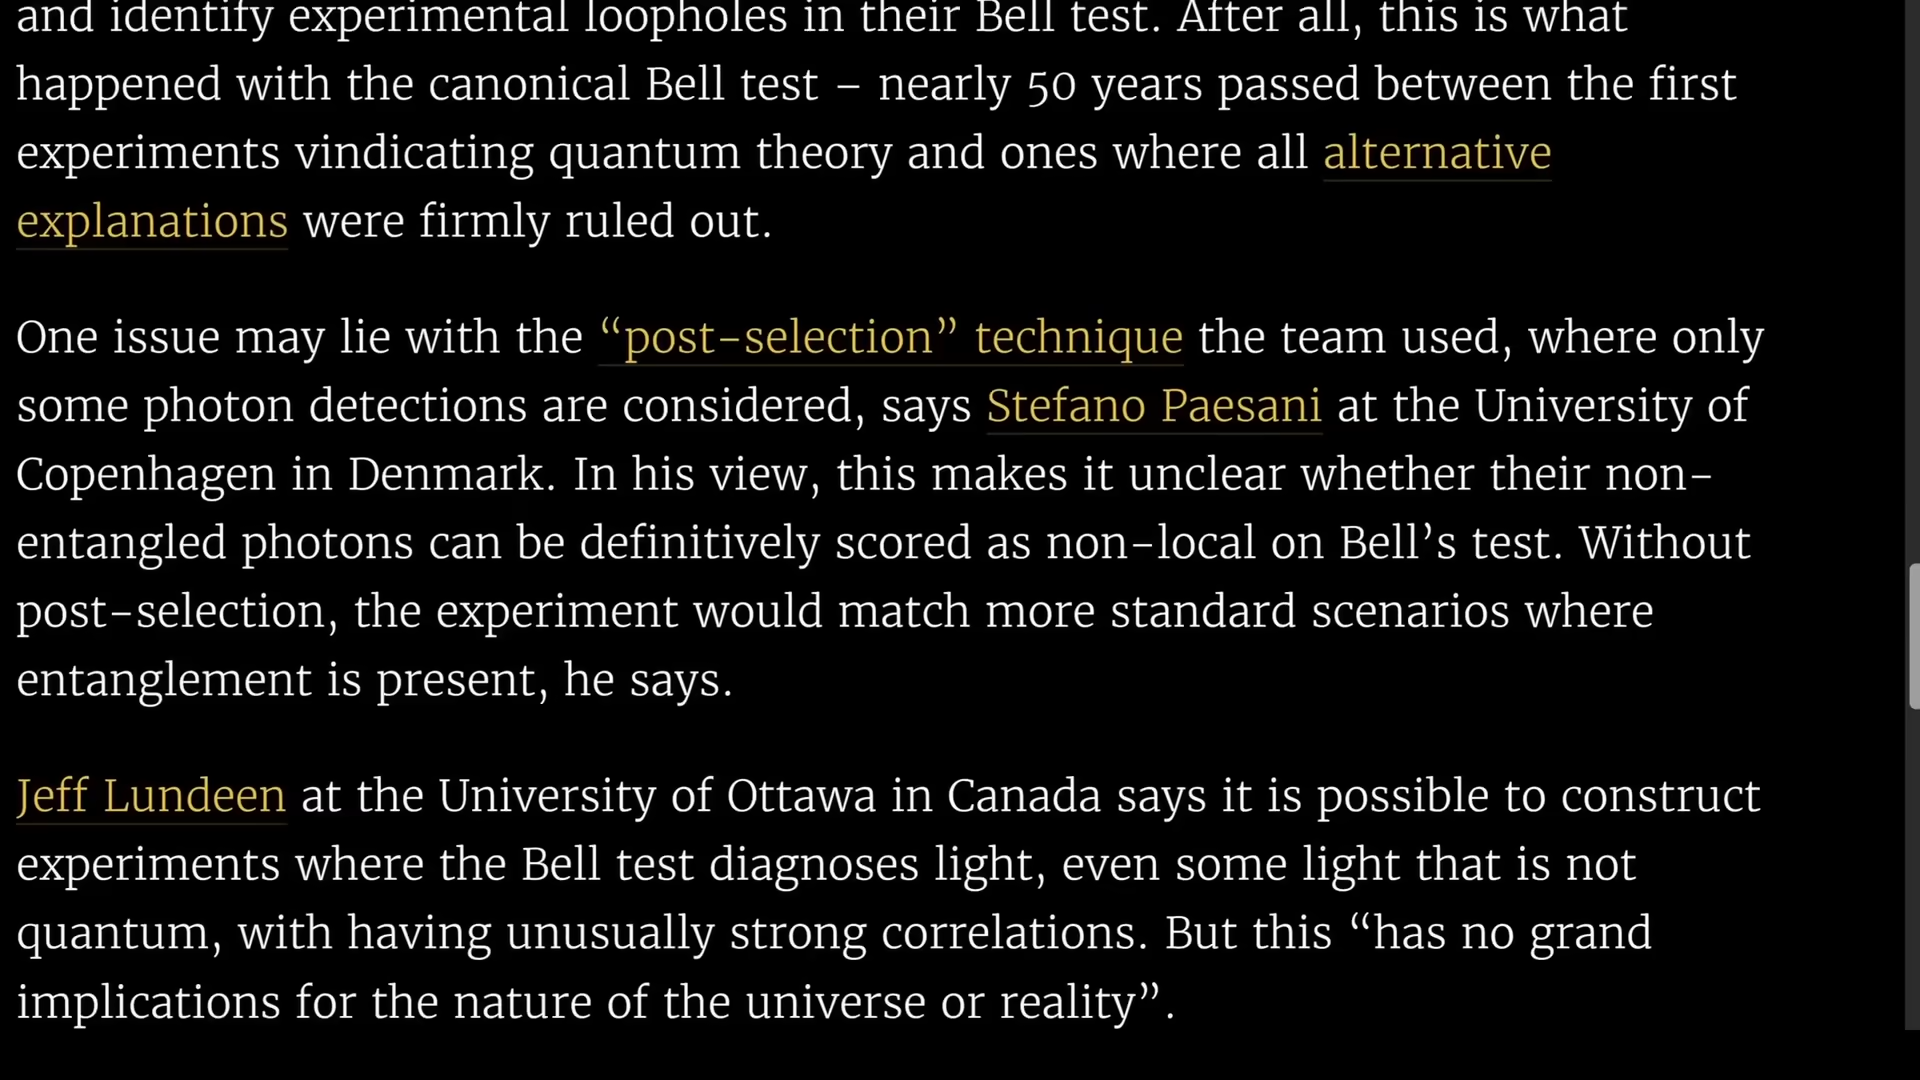 and identify experimental loopholes in their Bell test. After all, this is what
happened with the canonical Bell test – nearly 50 years passed between the first
experiments vindicating quantum theory and ones where all alternative
explanations were firmly ruled out.
One issue may lie with the “post-selection” technique the team used, where only
some photon detections are considered, says Stefano Paesani at the University of
Copenhagen in Denmark. In his view, this makes it unclear whether their non-
entangled photons can be definitively scored as non-local on Bell’s test. Without
post-selection, the experiment would match more standard scenarios where
entanglement is present, he says.
Jeff Lundeen at the University of Ottawa in Canada says it is possible to construct
experiments where the Bell test diagnoses light, even some light that is not
quantum, with having unusually strong correlations. But this “has no grand
implications for the nature of the universe or reality”.